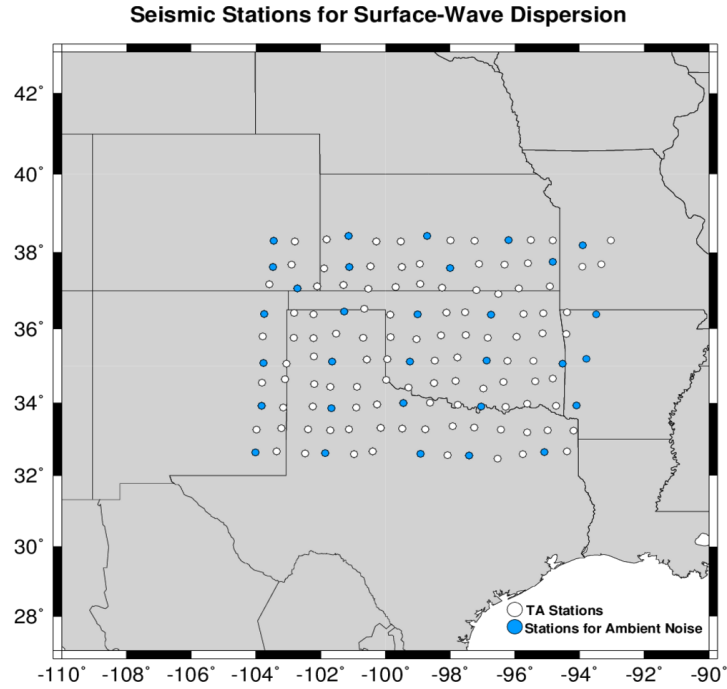 Seismic Stations for Surface-Wave Dispersion
42°
40°
38°
36°
34°
32°
30°
28°
TA Stations
Stations for Ambient Noise
-110° -108° -106° -104° -102° -100° -98° -96° -94° -92° -90°